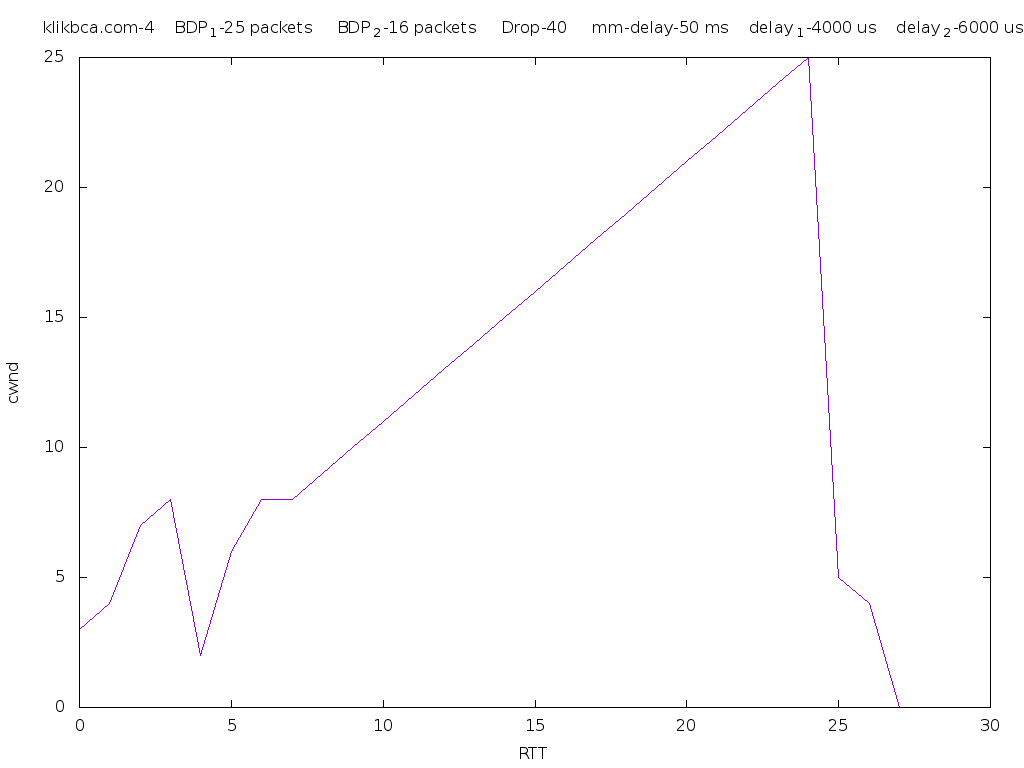 klikbca.com-4 BDP1-25 packets BDP2-16 packets Drop-40 mm-delay-50 ms delay1-4000 us delay2-6000 us
25
20
15
10
5
0
cwnd
0 5 10 15 20 25 30
RTT